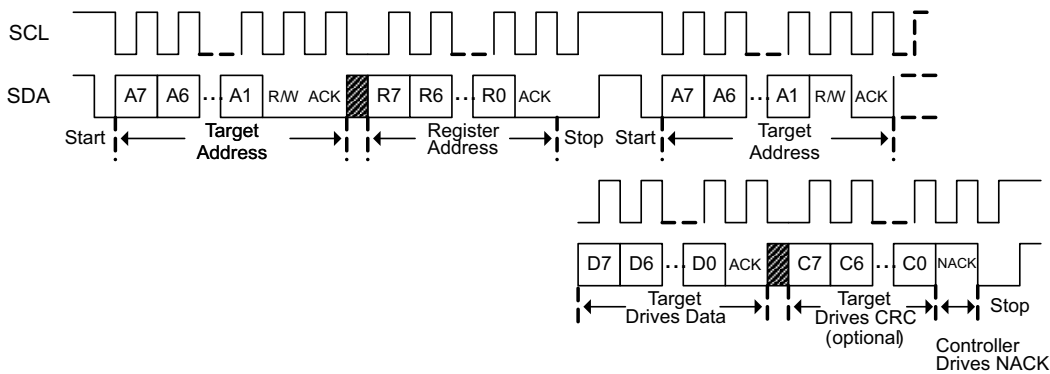 SCL
SDA
A7 A6 ... A1 R/W ACK R7 R6 ... R0 ACK A7 A6 ... A1 R/W ACK
Start Target Address Register Address Stop Start Target Address
D7 D6 ... D0 ACK C7 C6 ... C0 NACK
Target Drives Data Target Drives CRC (optional) Stop
Controller Drives NACK